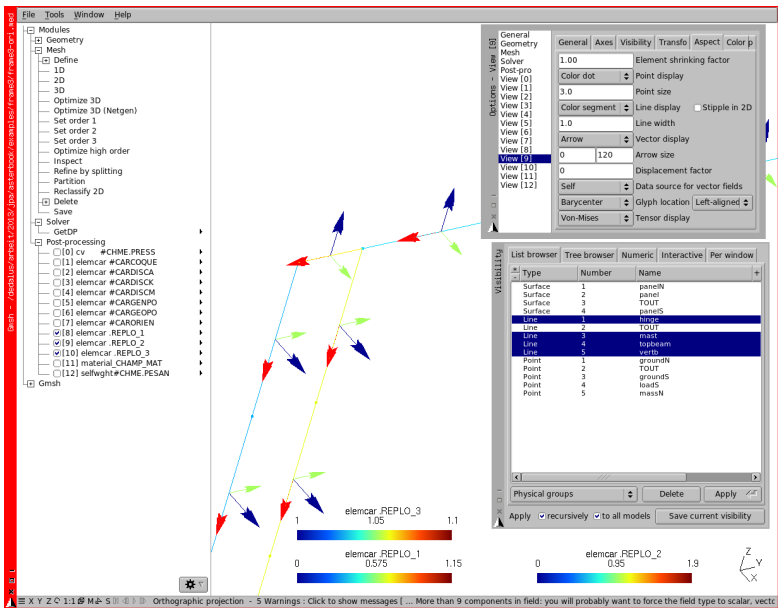 Gmsh - /dedalus/arbeit/2013/jpa/asterbook/examples/frame3/frame3-ori.med
File Tools Window Help
Modules
Geometry
Mesh
Define
1D
2D
3D
Optimize 3D
Optimize 3D (Netgen)
Set order 1
Set order 2
Set order 3
Optimize high order
Inspect
Refine by splitting
Partition
Reclassify 2D
Delete
Save
Solver
GetDP
Post-processing
[0] cv #CHME.PRESS
[1] elemcar #CARCOQUE
[2] elemcar #CARDISCA
[3] elemcar #CARDISCK
[4] elemcar #CARDISCM
[5] elemcar #CARGENPO
[6] elemcar #CARGEOPO
[7] elemcar #CARORIEN
[8] elemcar .REPLO_1
[9] elemcar .REPLO_2
[10] elemcar .REPLO_3
[11] material_CHAMP_MAT
[12] selfwght#CHME.PESAN
Gmsh
Options - View [9]
General
Geometry
Mesh
Solver
Post-pro
View [0]
View [1]
View [2]
View [3]
View [4]
View [5]
View [6]
View [7]
View [8]
View [9]
View [10]
View [11]
View [12]
General Axes Visibility Transfo Aspect Color p
1.00 Element shrinking factor
Color dot Point display
3.0 Point size
Color segment Line display Stipple in 2D
1.0 Line width
Arrow Vector display
0 120 Arrow size
0 Displacement factor
Self Data source for vector fields
Barycenter Glyph location Left-aligned
Von-Mises Tensor display
Visibility
List browser Tree browser Numeric Interactive Per window
* - Type Number Name +
Surface 1 panelN
Surface 2 panel
Surface 3 TOUT
Surface 4 panelS
Line 1 hinge
Line 2 TOUT
Line 3 mast
Line 4 topbeam
Line 5 vertb
Point 1 groundN
Point 2 TOUT
Point 3 groundS
Point 4 loadS
Point 5 massN
Physical groups Delete Apply
Apply recursively to all models Save current visibility
elemcar .REPLO_3
1 1.05 1.1
elemcar .REPLO_1
1 0.575 1.15
elemcar .REPLO_2
0 0.95 1.9
Z
Y
X
X Y Z 1:1 M S Orthographic projection - 5 Warnings : Click to show messages [ ... More than 9 components in field: you will probably want to force the field type to scalar, vecto